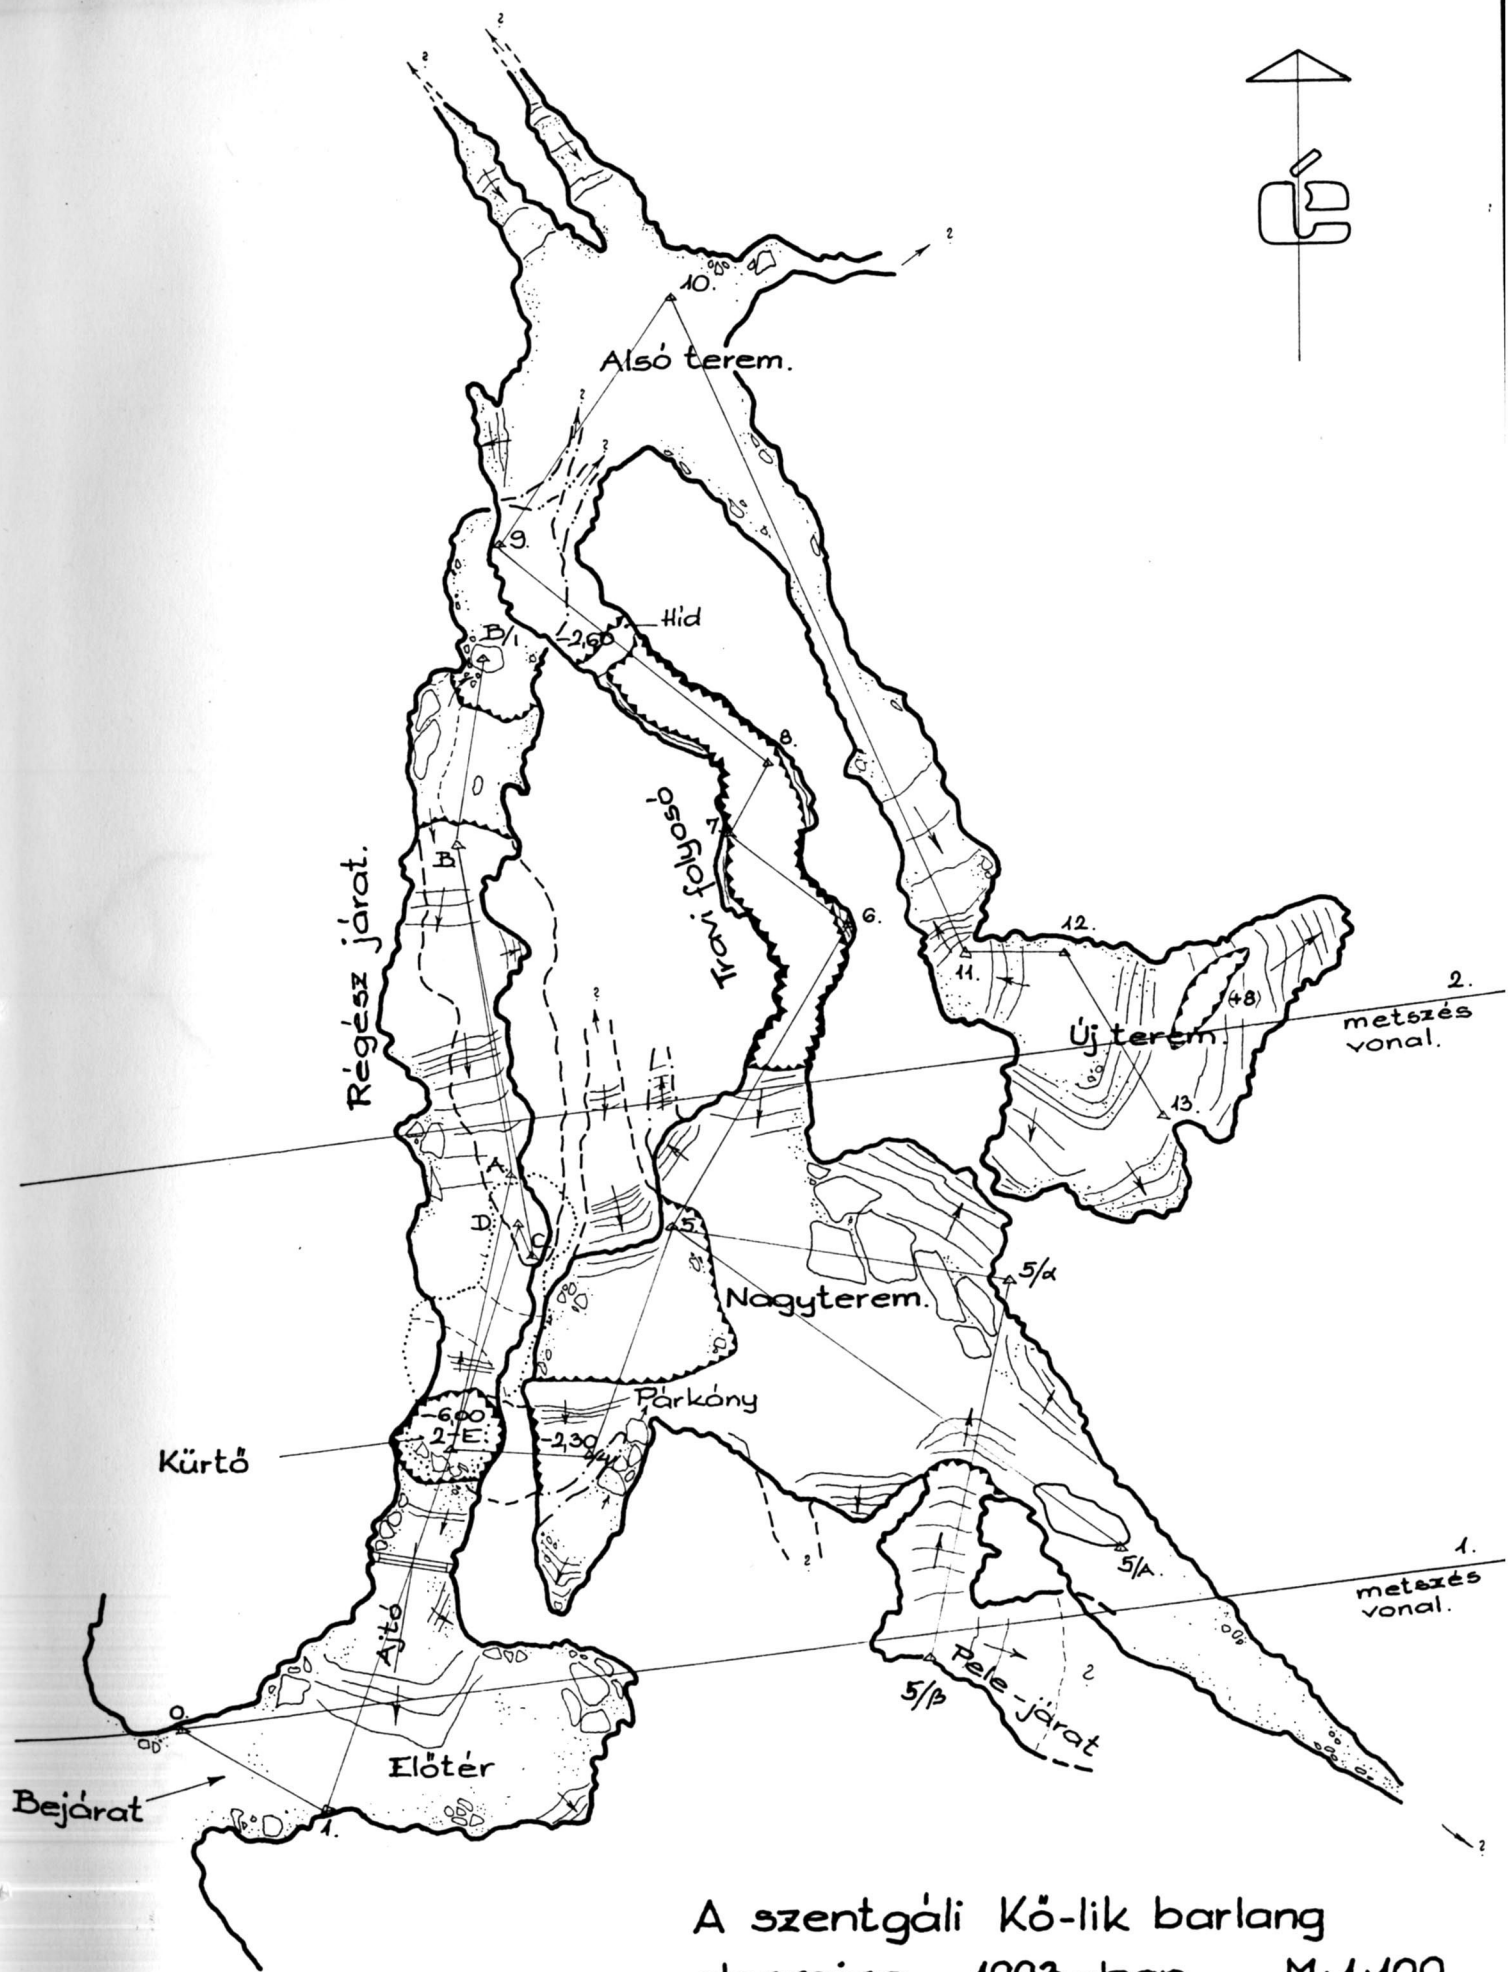 ?
?
É
?
10.
Alsó terem.
?
?
9.
Híd
B/1
-2,60
8.
7.
Travi folyosó
Régész járat.
B
6.
12.
11.
(+8)
2.
metszés
vonal.
Új terem.
?
13.
A
D
C
5.
5/α
Nagyterem.
Párkány
-6,00
2-E.
-2,30
4.
Kürtő
?
5/A.
1.
metszés
vonal.
Ajtó
Pele-járat
?
5/β
0.
Előtér
Bejárat
1.
?
A szentgáli Kő-lik barlang